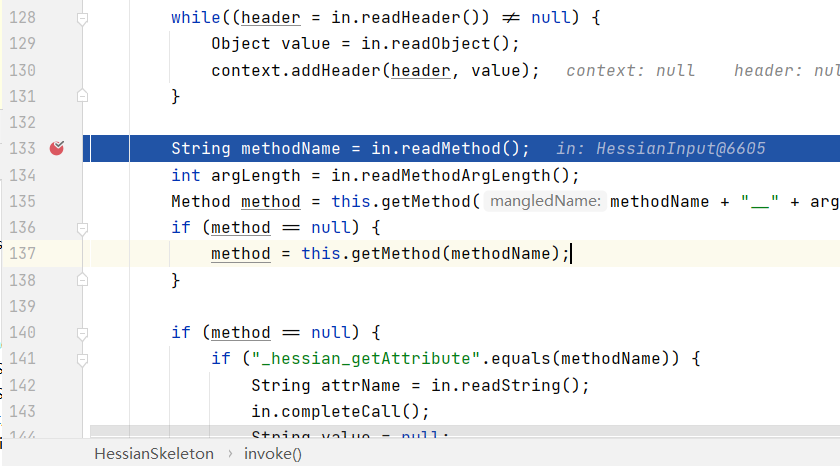 128 while((header = in.readHeader()) != null) {
129 Object value = in.readObject();
130 context.addHeader(header, value); context: null header: nul
131 }
132
133 String methodName = in.readMethod(); in: HessianInput@6605
134 int argLength = in.readMethodArgLength();
135 Method method = this.getMethod( mangledName: methodName + "__" + arg
136 if (method == null) {
137 method = this.getMethod(methodName);
138 }
139
140 if (method == null) {
141 if ("_hessian_getAttribute".equals(methodName)) {
142 String attrName = in.readString();
143 in.completeCall();
144 String value = null;
HessianSkeleton › invoke()